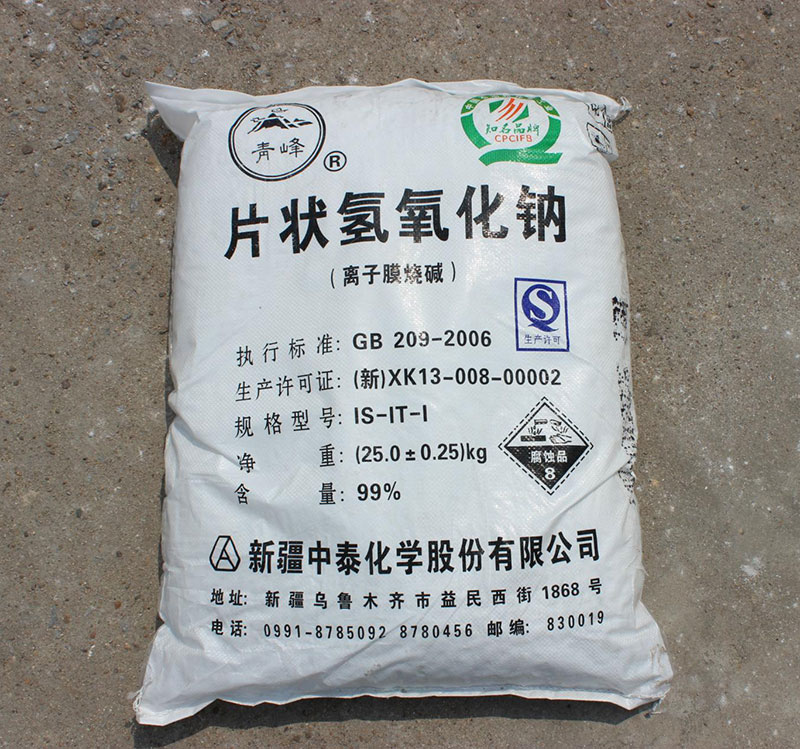 青峰
®
知名品牌
CPCIFB
片状氢氧化钠
(离子膜烧碱)
生产许可
执行标准: GB 209-2006
生产许可证: (新)XK13-008-00002
规格型号: IS-IT-I
净 重: (25.0±0.25)kg
含 量: 99%
腐蚀品
8
新疆中泰化学股份有限公司
地址: 新疆乌鲁木齐市益民西街1868号
电话: 0991-8785092 8780456 邮编: 830019